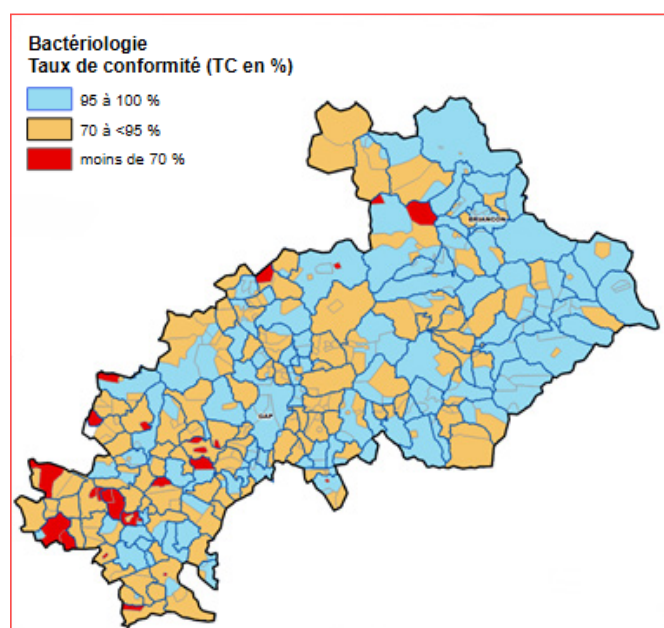 Bactériologie
Taux de conformité (TC en %)
95 à 100 %
70 à <95 %
moins de 70 %
BRIANCON
GAP